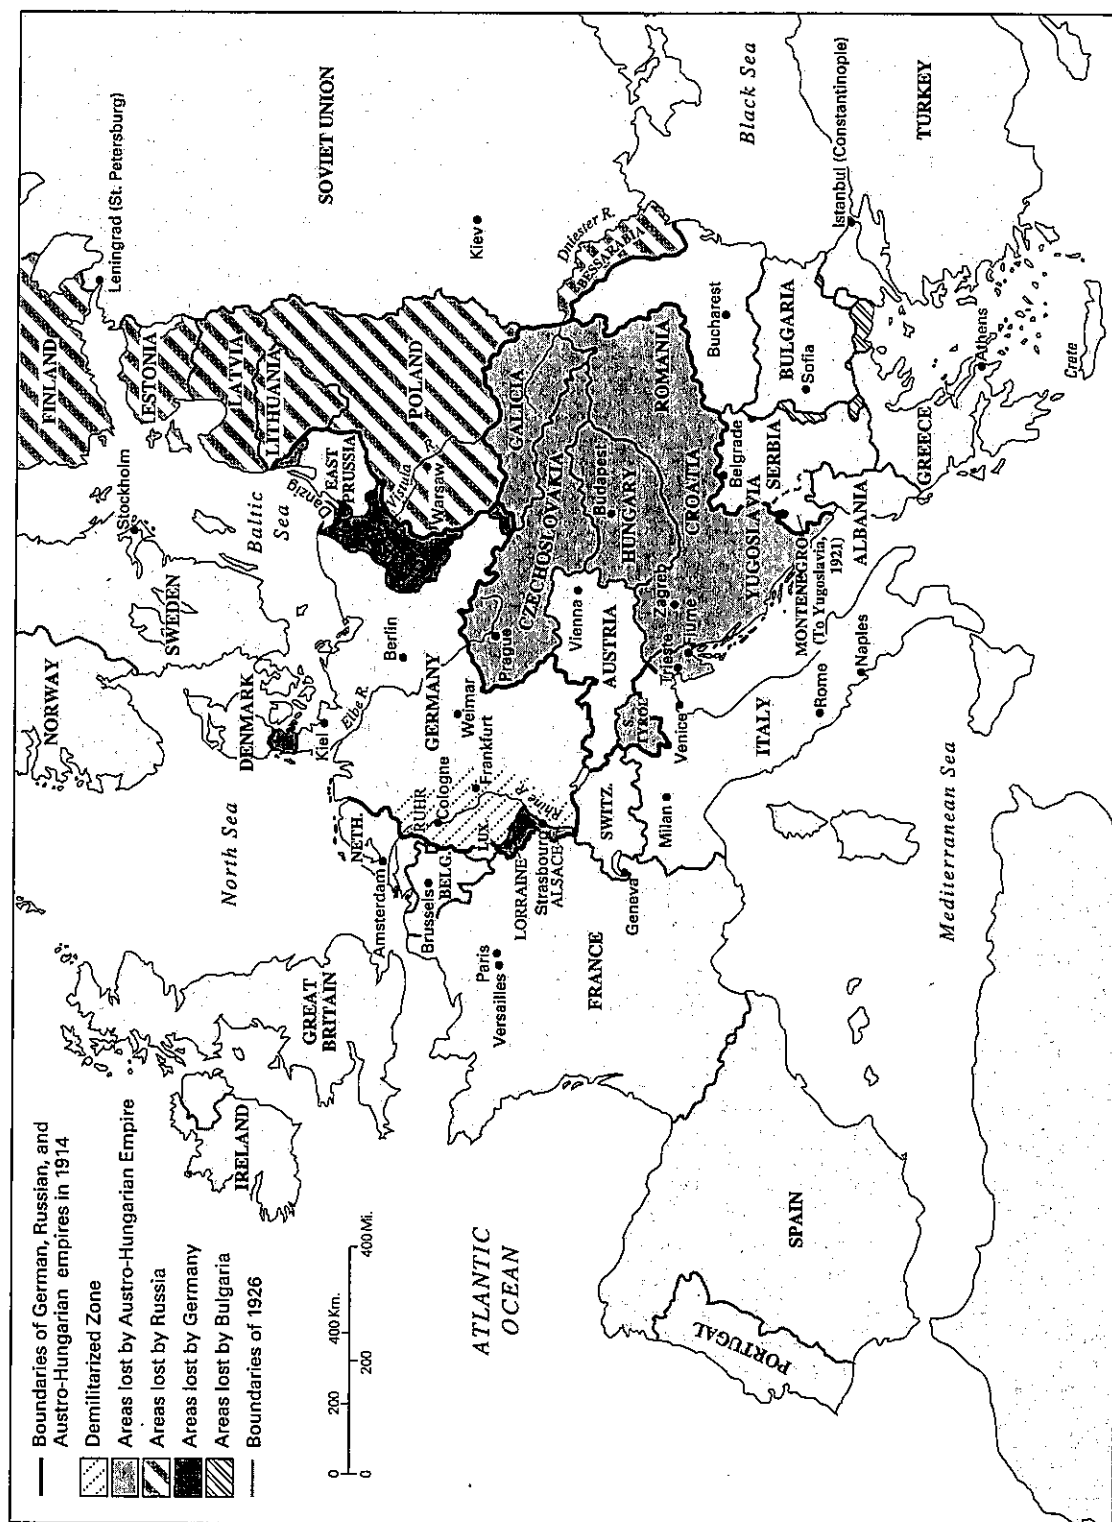 Boundaries of German, Russian, and
Austro-Hungarian empires in 1914
Demilitarized Zone
Areas lost by Austro-Hungarian Empire
Areas lost by Russia
Areas lost by Germany
Areas lost by Bulgaria
Boundaries of 1926
0 200 400 Km.
0 200 400 Mi.
NORWAY
SWEDEN
Stockholm
FINLAND
Leningrad (St. Petersburg)
ESTONIA
LATVIA
LITHUANIA
Baltic
Sea
North Sea
DENMARK
Kiel
Danzig
EAST
PRUSSIA
SOVIET UNION
IRELAND
GREAT
BRITAIN
NETH.
Amsterdam
Elbe R.
Berlin
Vistula R.
POLAND
Warsaw
Brussels
BELG.
RUHR
Cologne
GERMANY
Weimar
Frankfurt
LUX.
Kiev
ATLANTIC
OCEAN
Paris
Versailles
LORRAINE
Strasbourg
ALSACE
Rhine R.
Prague
CZECHOSLOVAKIA
GALICIA
Dniester R.
BESSARABIA
FRANCE
Geneva
SWITZ.
Vienna
AUSTRIA
Budapest
HUNGARY
ROMANIA
S.
TYROL
Milan
Venice
Trieste
Zagreb
Fiume
CROATIA
Bucharest
Black Sea
Belgrade
SERBIA
YUGOSLAVIA
BULGARIA
Sofia
MONTENEGRO
(To Yugoslavia,
1921)
ALBANIA
ITALY
Rome
Naples
PORTUGAL
SPAIN
GREECE
Athens
Istanbul (Constantinople)
TURKEY
Crete
Mediterranean Sea